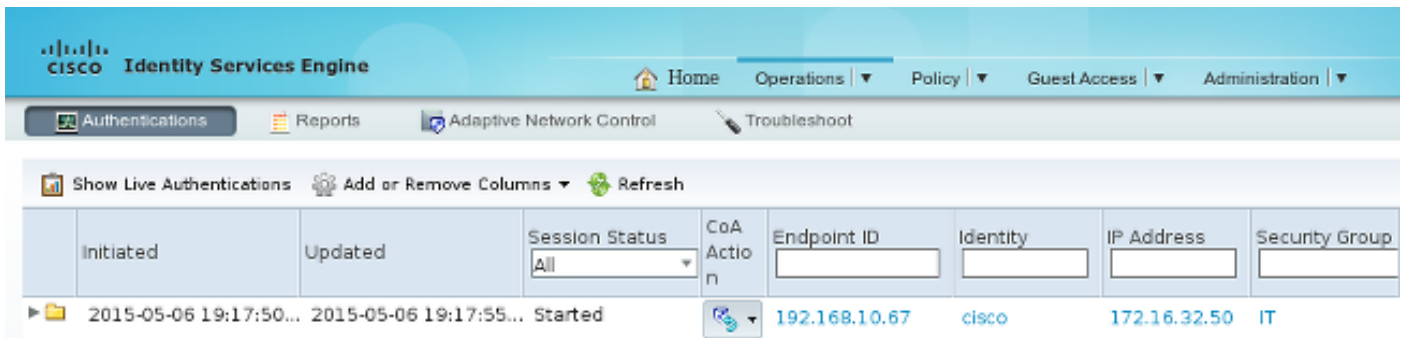 CISCO Identity Services Engine
Home Operations Policy Guest Access Administration
Authentications Reports Adaptive Network Control Troubleshoot
Show Live Authentications Add or Remove Columns Refresh
Initiated Updated Session Status All CoA Actio n Endpoint ID Identity IP Address Security Group
2015-05-06 19:17:50... 2015-05-06 19:17:55... Started 192.168.10.67 cisco 172.16.32.50 IT